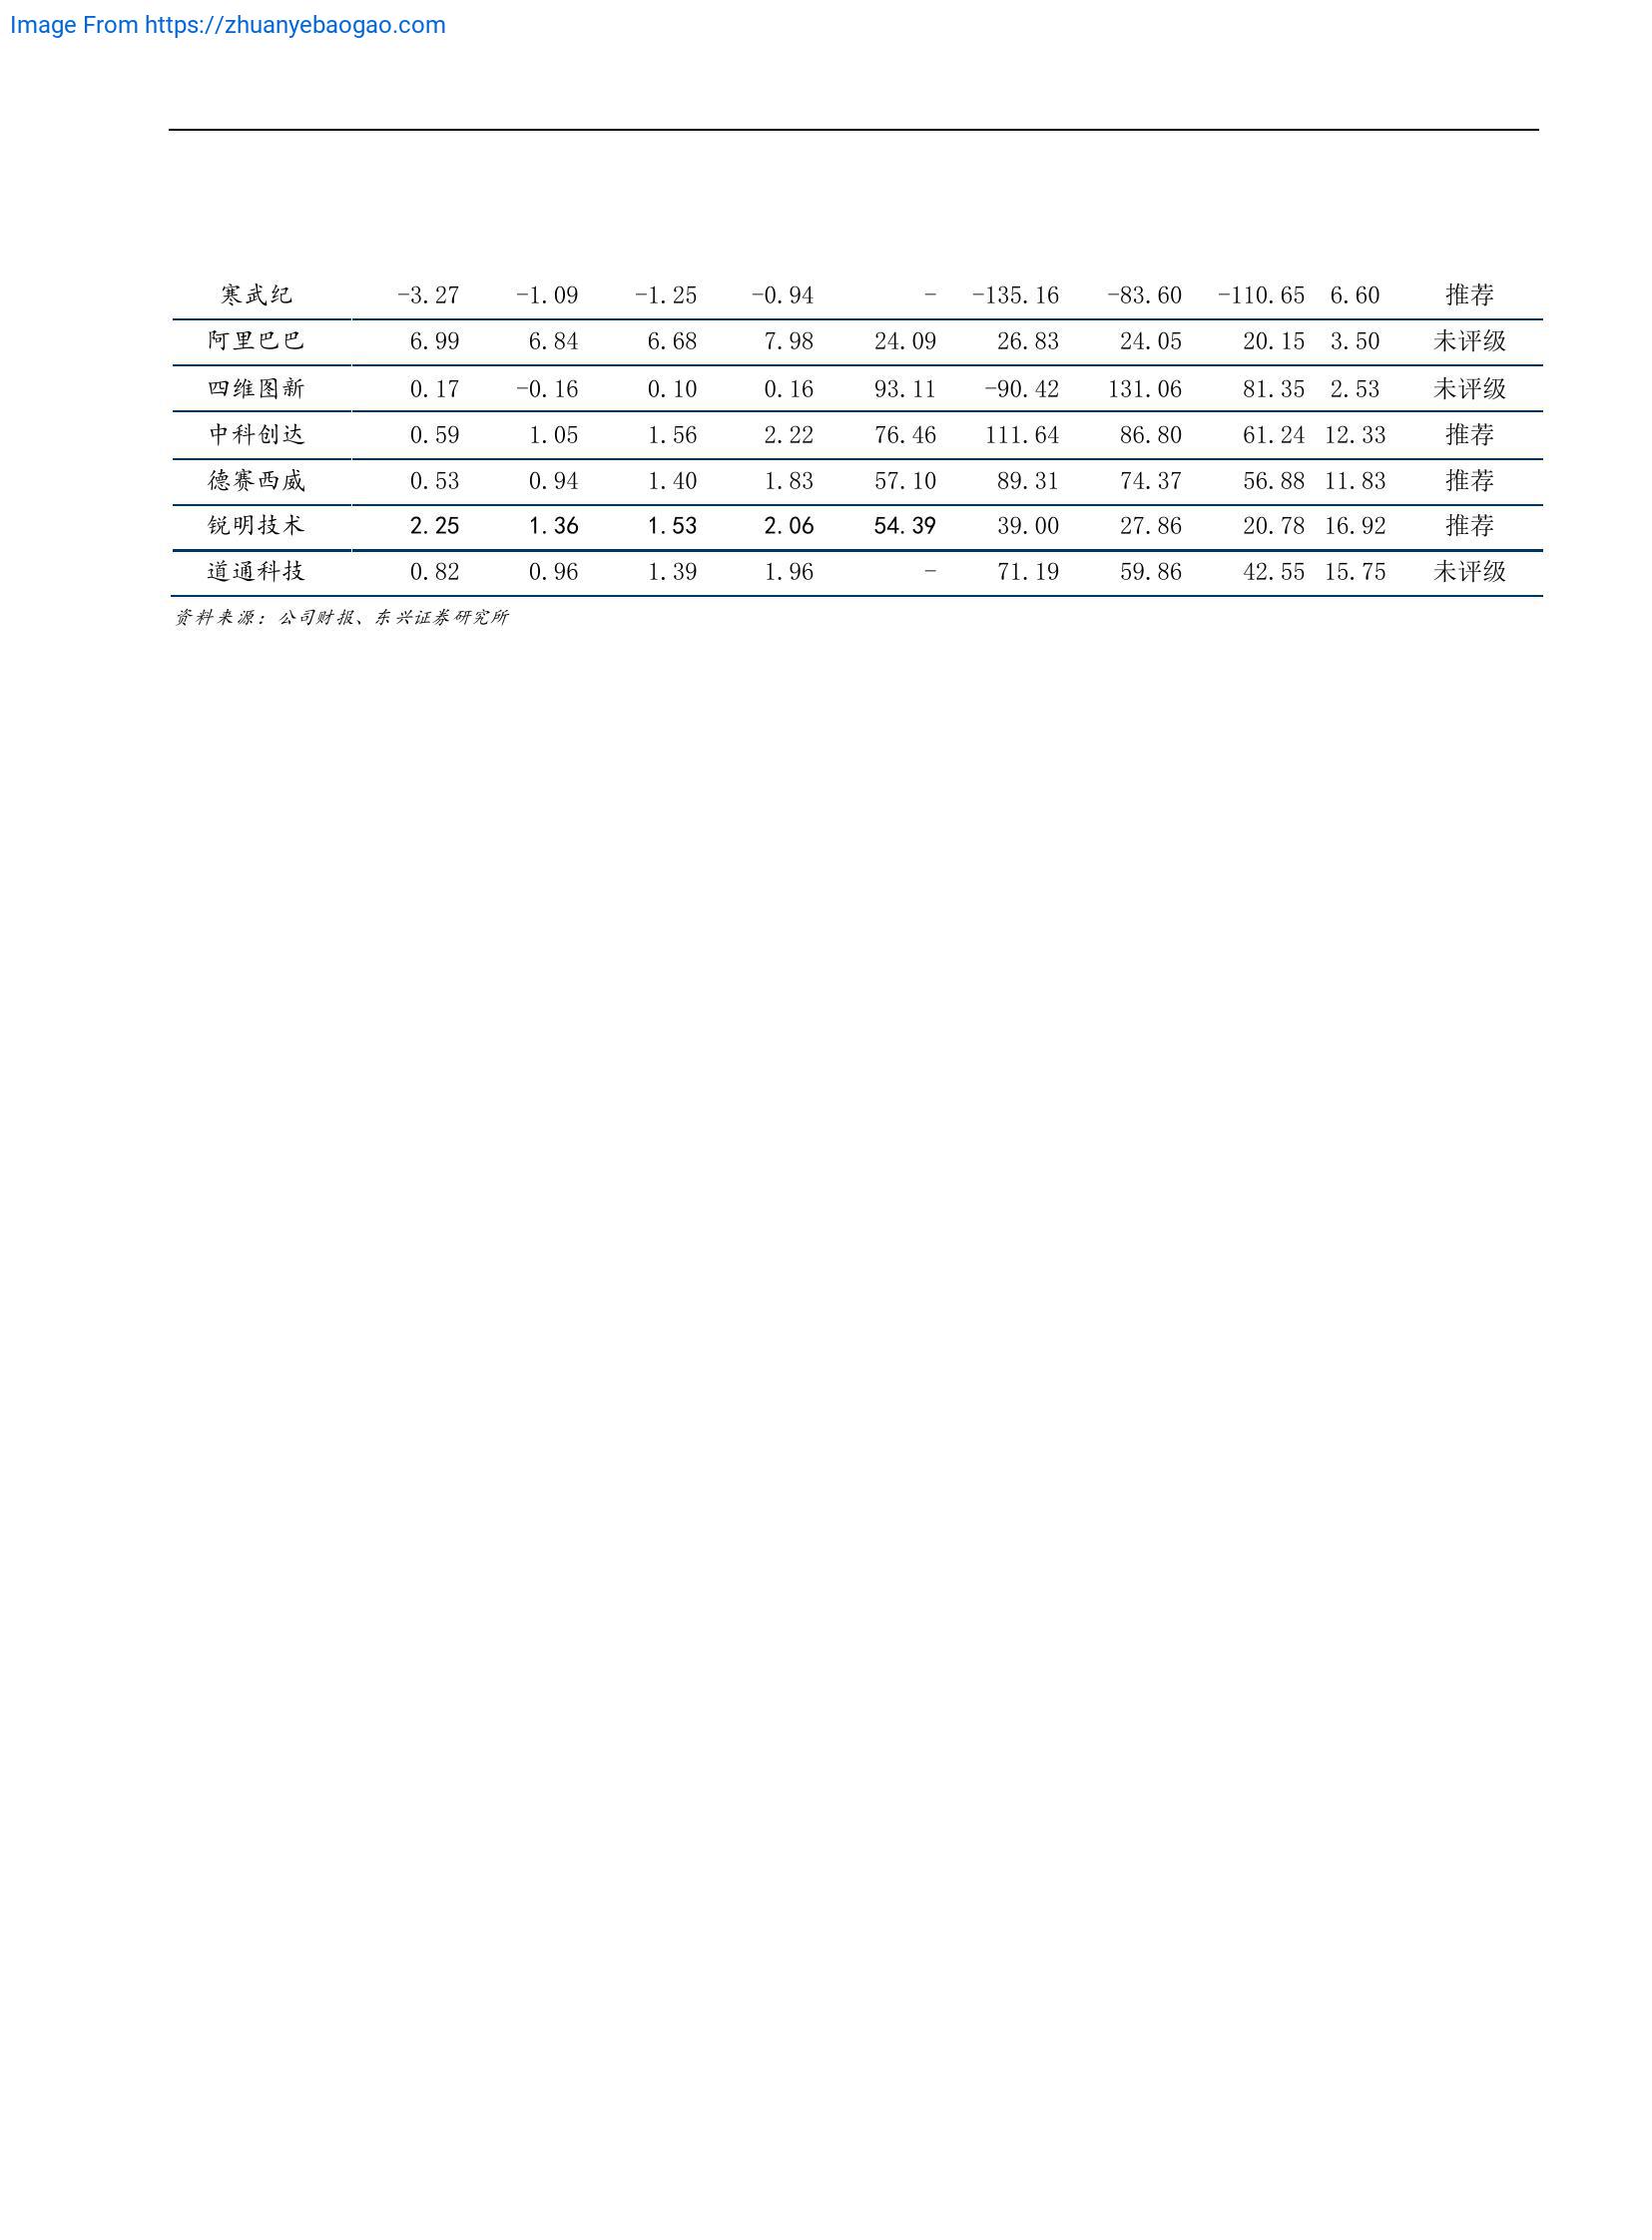 Image From https://zhuanyebaogao.com
寒武纪 -3.27 -1.09 -1.25 -0.94 - -135.16 -83.60 -110.65 6.60 推荐
阿里巴巴 6.99 6.84 6.68 7.98 24.09 26.83 24.05 20.15 3.50 未评级
四维图新 0.17 -0.16 0.10 0.16 93.11 -90.42 131.06 81.35 2.53 未评级
中科创达 0.59 1.05 1.56 2.22 76.46 111.64 86.80 61.24 12.33 推荐
德赛西威 0.53 0.94 1.40 1.83 57.10 89.31 74.37 56.88 11.83 推荐
锐明技术 2.25 1.36 1.53 2.06 54.39 39.00 27.86 20.78 16.92 推荐
道通科技 0.82 0.96 1.39 1.96 - 71.19 59.86 42.55 15.75 未评级
资料来源：公司财报、东兴证券研究所